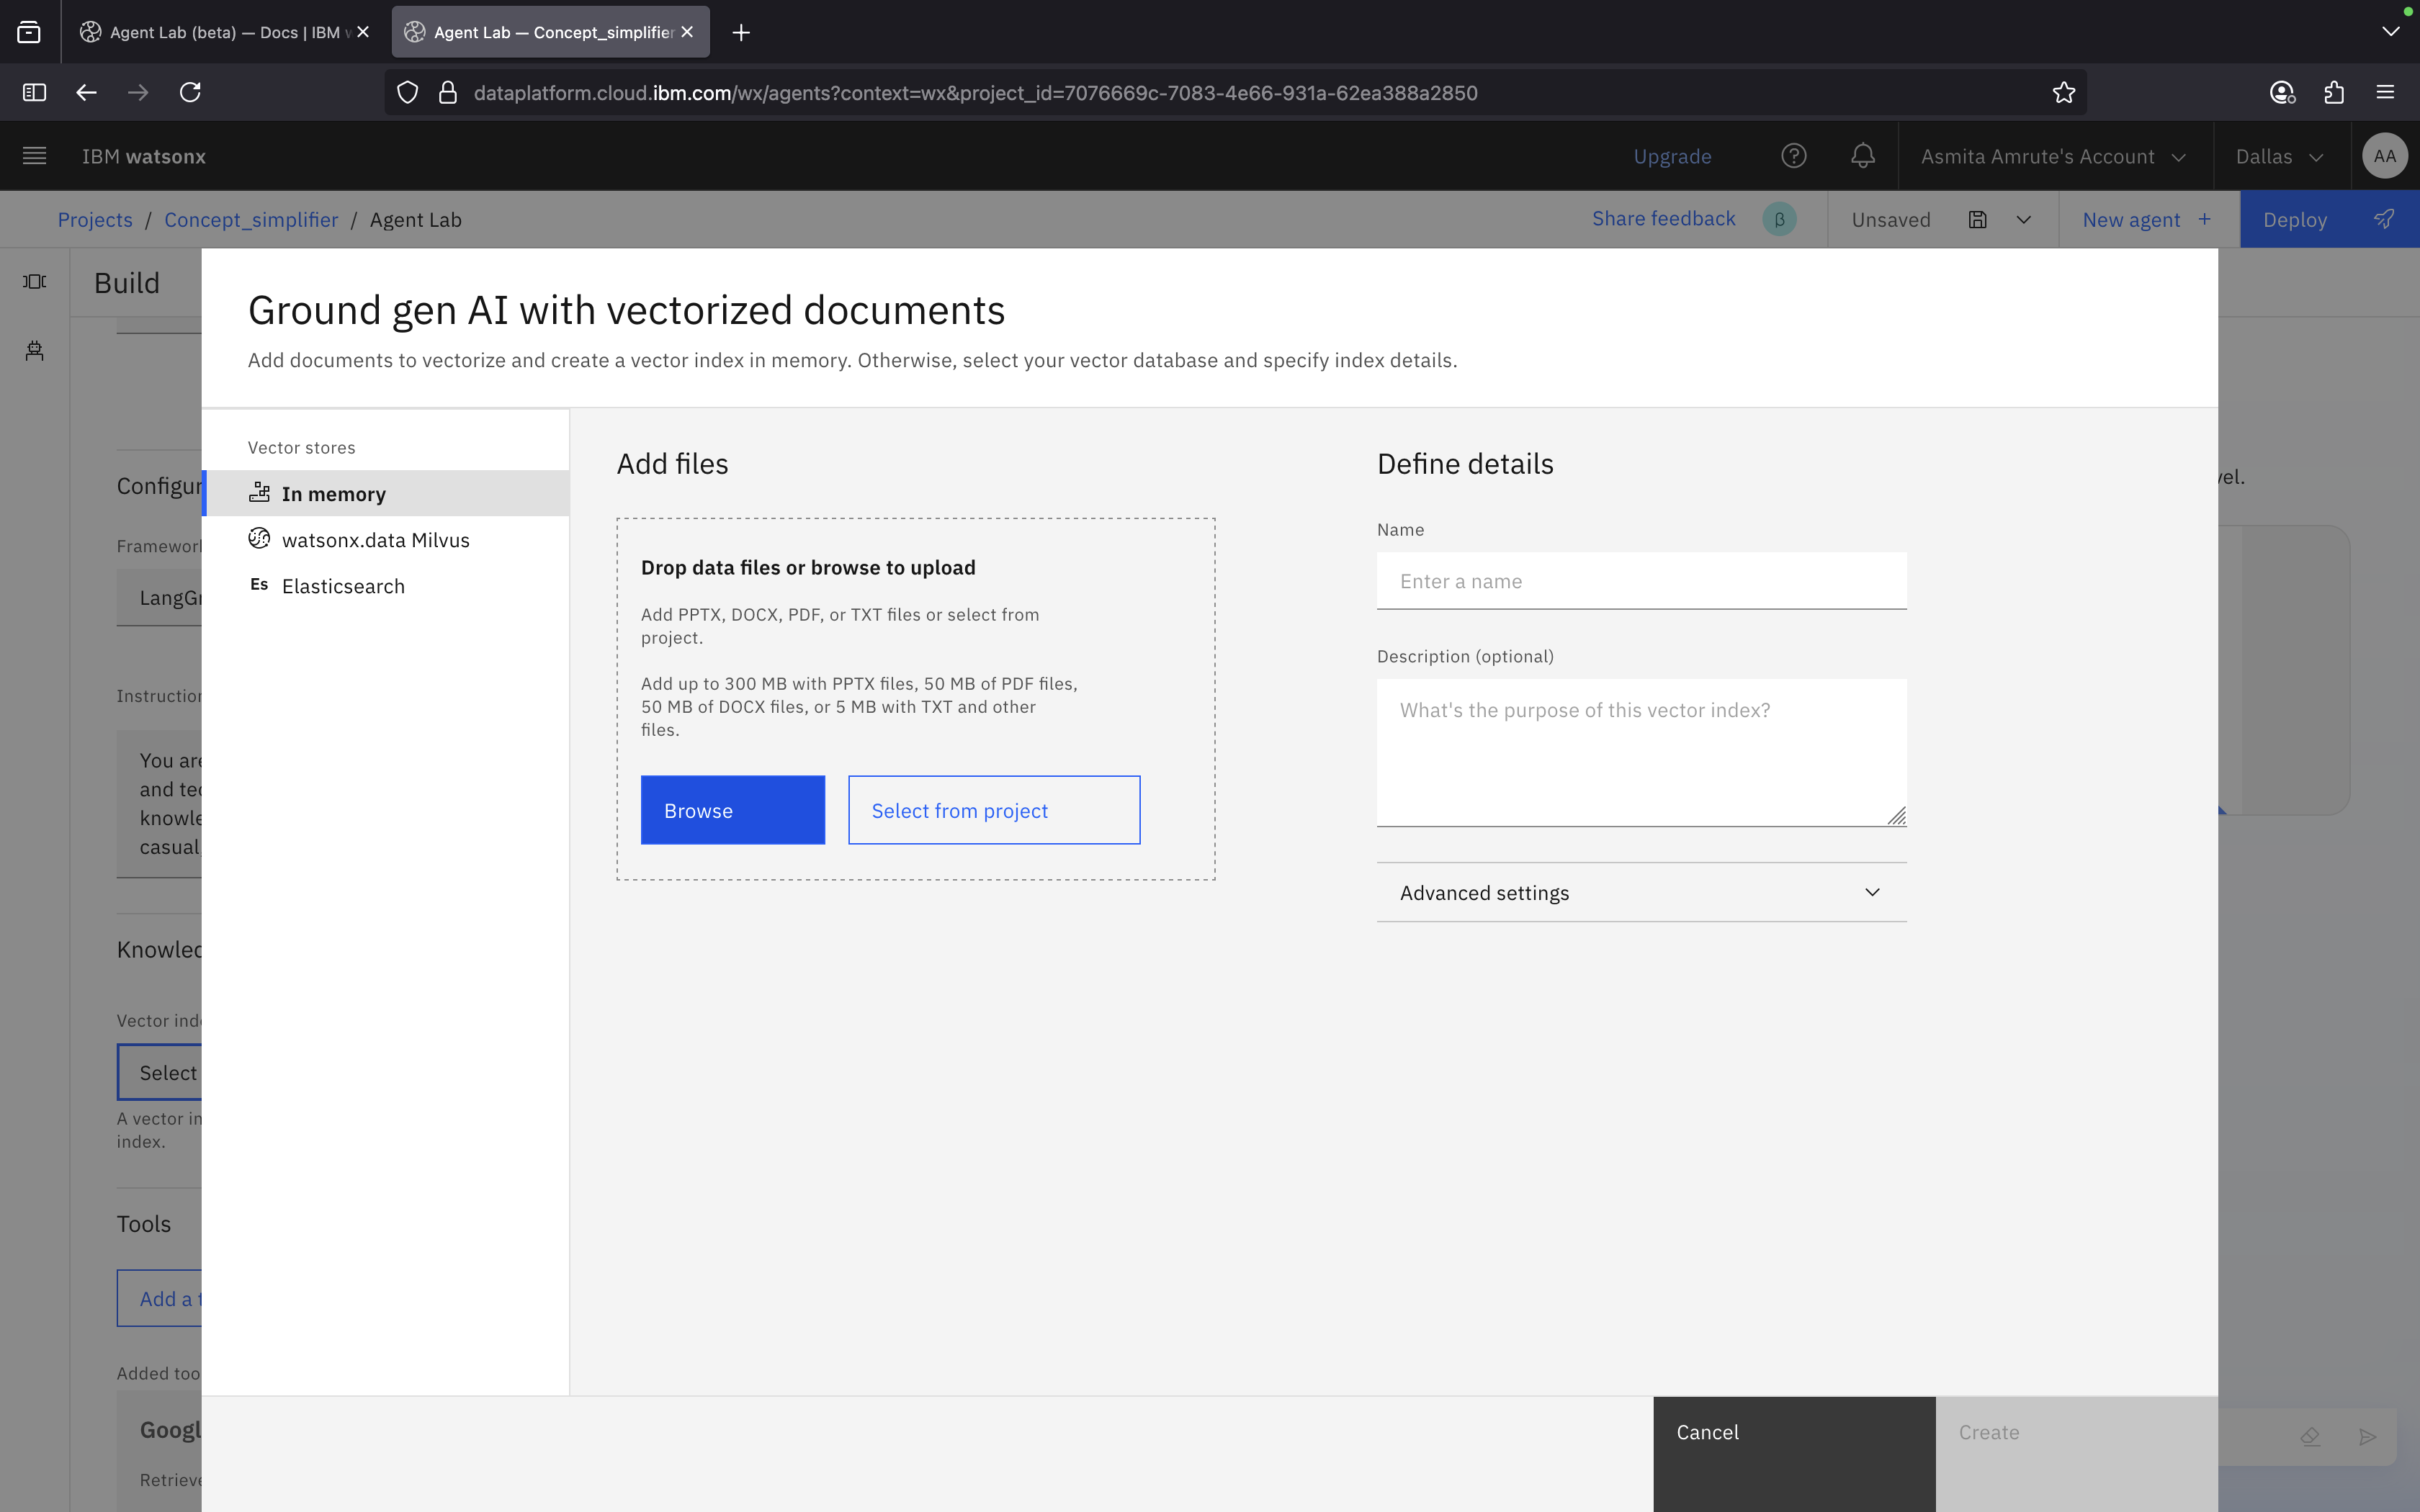 Agent Lab (beta) — Docs | IBM
Agent Lab — Concept_simplifier
dataplatform.cloud.ibm.com/wx/agents?context=wx&project_id=7076669c-7083-4e66-931a-62ea388a2850
IBM watsonx
Upgrade
Asmita Amrute's Account
Dallas
AA
Projects / Concept_simplifier / Agent Lab
Share feedback
β
Unsaved
New agent +
Deploy
Build
Ground gen AI with vectorized documents
Add documents to vectorize and create a vector index in memory. Otherwise, select your vector database and specify index details.
Vector stores
In memory
watsonx.data Milvus
Es Elasticsearch
Add files
Drop data files or browse to upload
Add PPTX, DOCX, PDF, or TXT files or select from
project.
Add up to 300 MB with PPTX files, 50 MB of PDF files,
50 MB of DOCX files, or 5 MB with TXT and other
files.
Browse
Select from project
Define details
Name
Enter a name
Description (optional)
What's the purpose of this vector index?
Advanced settings
Cancel
Create
Configur
Framework
LangGr
Instruction
You are
and tec
knowle
casual,
Knowled
Vector inde
Select
A vector in
index.
Tools
Add a t
Added too
Googl
Retrieve
vel.